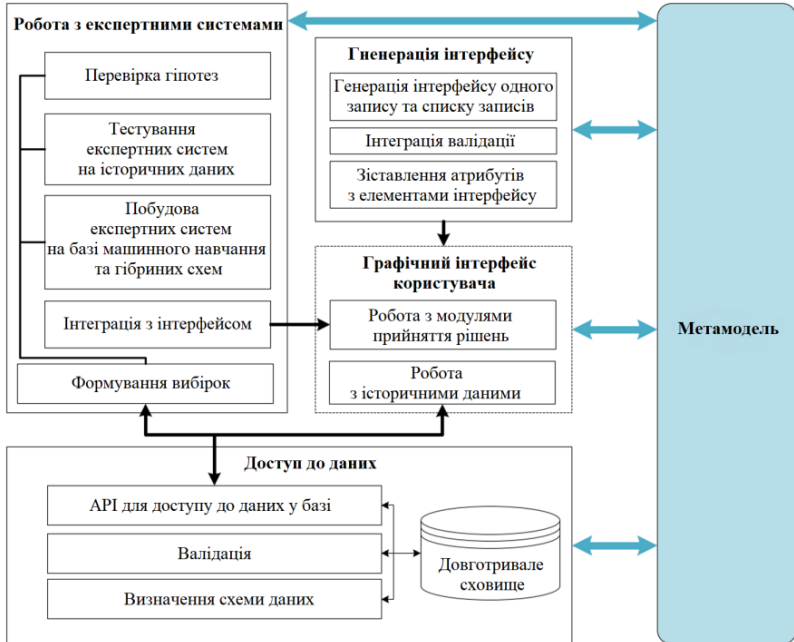 Робота з експертними системами
Перевірка гіпотез
Тестування
експертних систем
на історичних даних
Побудова
експертних систем
на базі машинного навчання
та гібриних схем
Інтеграція з інтерфейсом
Формування вибірок
Гненерація інтерфейсу
Генерація інтерфейсу одного
запису та списку записів
Інтеграція валідації
Зіставлення атрибутів
з елементами інтерфейсу
Графічний інтерфейс
користувача
Робота з модулями
прийняття рішень
Робота
з історичними даними
Метамодель
Доступ до даних
API для доступу до даних у базі
Валідація
Визначення схеми даних
Довготривале
сховище